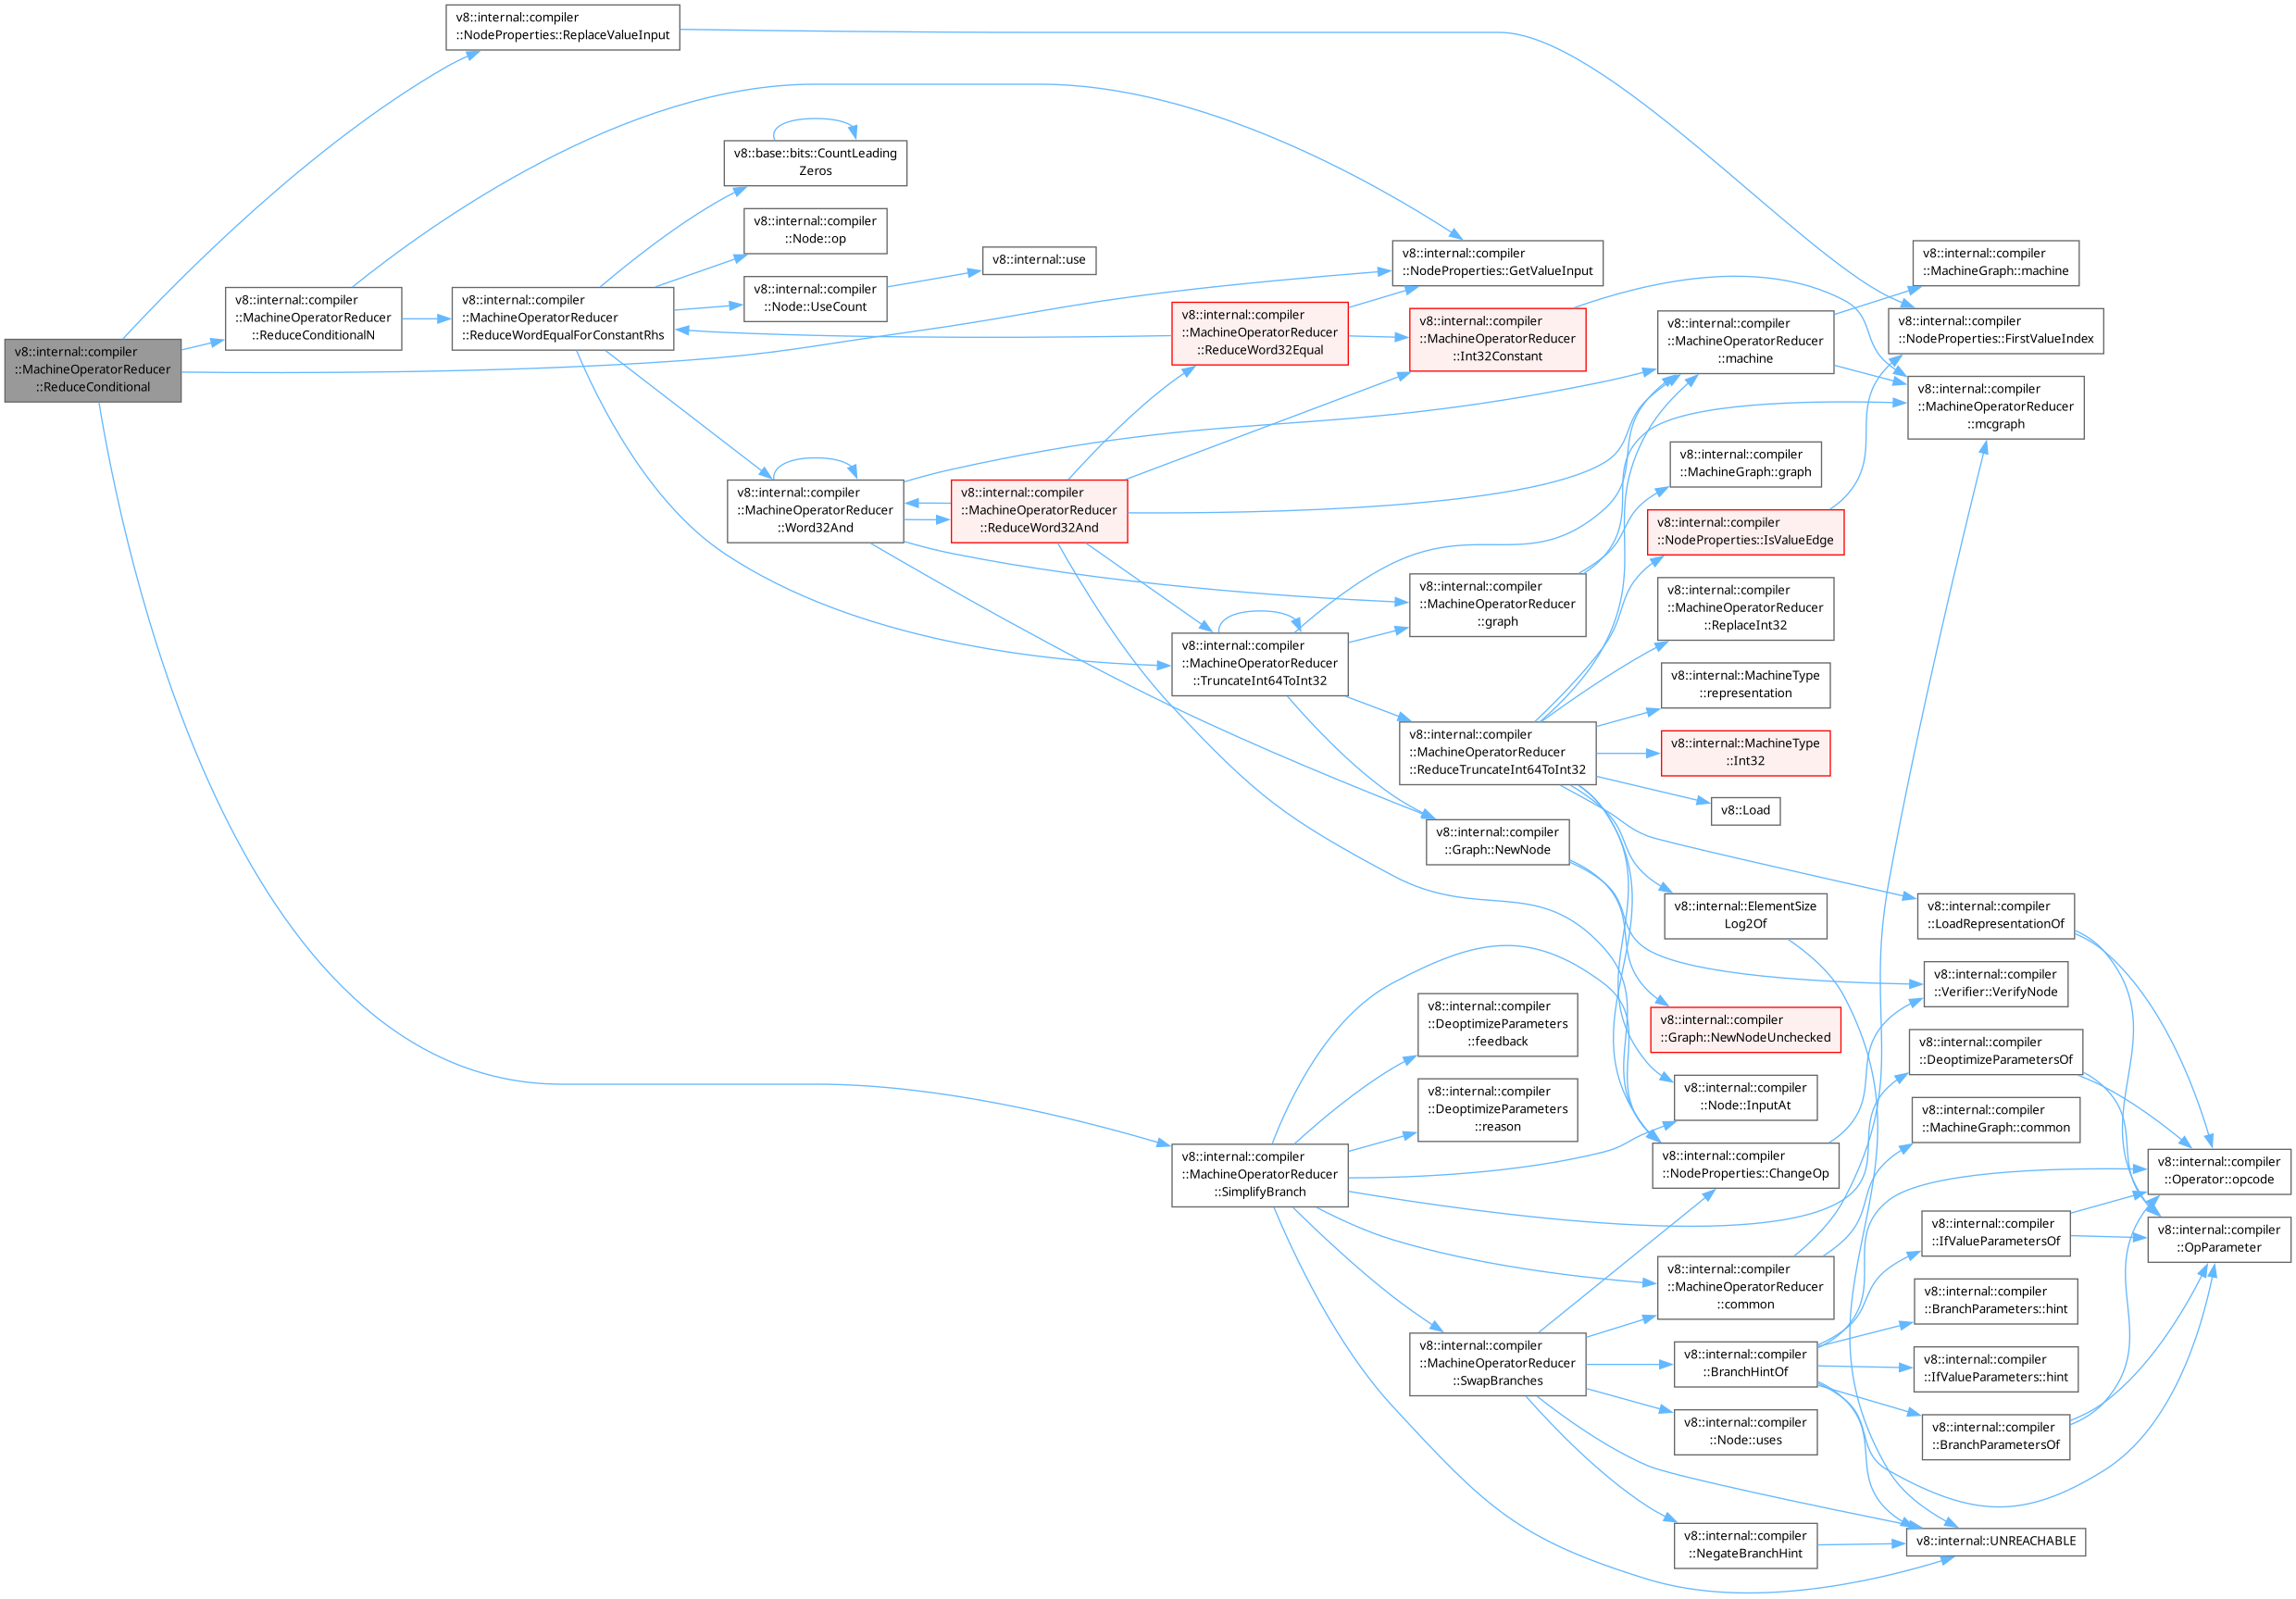 v8::internal::compiler
::MachineOperatorReducer
::ReduceConditional
v8::internal::compiler
::NodeProperties::ReplaceValueInput
v8::internal::compiler
::MachineOperatorReducer
::ReduceConditionalN
v8::internal::compiler
::MachineOperatorReducer
::ReduceWordEqualForConstantRhs
v8::base::bits::CountLeading
Zeros
v8::internal::compiler
::Node::op
v8::internal::compiler
::Node::UseCount
v8::internal::use
v8::internal::compiler
::MachineOperatorReducer
::Word32And
v8::internal::compiler
::MachineOperatorReducer
::ReduceWord32And
v8::internal::compiler
::MachineOperatorReducer
::ReduceWord32Equal
v8::internal::compiler
::NodeProperties::GetValueInput
v8::internal::compiler
::MachineOperatorReducer
::Int32Constant
v8::internal::compiler
::MachineOperatorReducer
::machine
v8::internal::compiler
::MachineGraph::machine
v8::internal::compiler
::NodeProperties::FirstValueIndex
v8::internal::compiler
::MachineOperatorReducer
::mcgraph
v8::internal::compiler
::MachineGraph::graph
v8::internal::compiler
::NodeProperties::IsValueEdge
v8::internal::compiler
::MachineOperatorReducer
::graph
v8::internal::compiler
::MachineOperatorReducer
::ReplaceInt32
v8::internal::compiler
::MachineOperatorReducer
::TruncateInt64ToInt32
v8::internal::MachineType
::representation
v8::internal::compiler
::MachineOperatorReducer
::ReduceTruncateInt64ToInt32
v8::internal::MachineType
::Int32
v8::Load
v8::internal::compiler
::Graph::NewNode
v8::internal::ElementSize
Log2Of
v8::internal::compiler
::LoadRepresentationOf
v8::internal::compiler
::Verifier::VerifyNode
v8::internal::compiler
::DeoptimizeParameters
::feedback
v8::internal::compiler
::Graph::NewNodeUnchecked
v8::internal::compiler
::DeoptimizeParametersOf
v8::internal::compiler
::DeoptimizeParameters
::reason
v8::internal::compiler
::Node::InputAt
v8::internal::compiler
::MachineGraph::common
v8::internal::compiler
::MachineOperatorReducer
::SimplifyBranch
v8::internal::compiler
::NodeProperties::ChangeOp
v8::internal::compiler
::Operator::opcode
v8::internal::compiler
::IfValueParametersOf
v8::internal::compiler
::OpParameter
v8::internal::compiler
::MachineOperatorReducer
::common
v8::internal::compiler
::BranchParameters::hint
v8::internal::compiler
::MachineOperatorReducer
::SwapBranches
v8::internal::compiler
::BranchHintOf
v8::internal::compiler
::IfValueParameters::hint
v8::internal::compiler
::Node::uses
v8::internal::compiler
::BranchParametersOf
v8::internal::compiler
::NegateBranchHint
v8::internal::UNREACHABLE